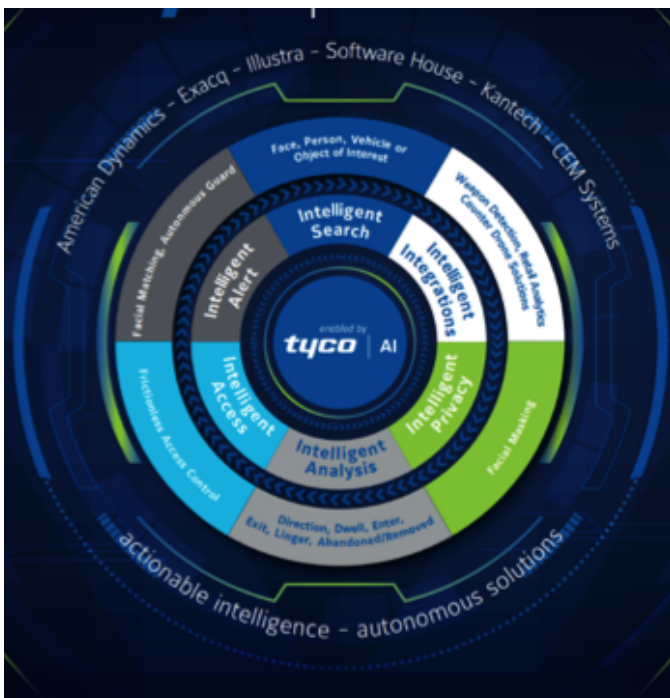 American Dynamics - Exacq - Illustra - Software House - Kantech - CEM Systems
Face, Person, Vehicle or
Object of Interest
Intelligent
Search
Weapon Detection, Retail Analytics
Counter Drone Solutions
Intelligent
Integrations
Facial Masking
Intelligent
Privacy
Intelligent
Analysis
Direction, Dwell, Enter,
Exit, Linger, Abandoned/Removed
Frictionless Access Control
Intelligent
Access
Facial Matching, Autonmous Guard
Intelligent
Alert
enabled by
tyco | AI
actionable intelligence - autonomous solutions